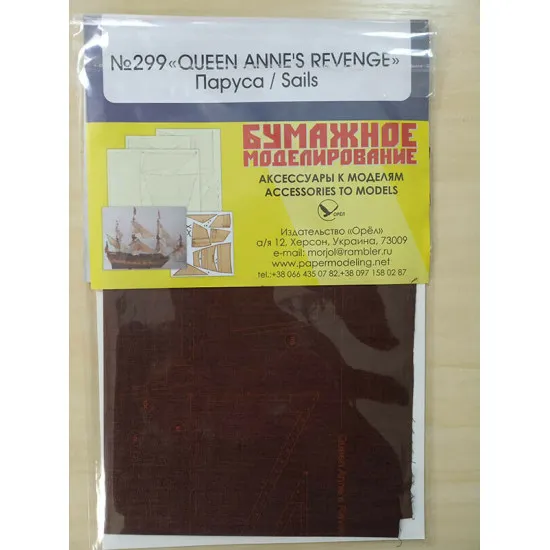 №299 «QUEEN ANNE'S REVENGE»
Паруса / Sails
БУМАЖНОЕ
МОДЕЛИРОВАНИЕ
АКСЕССУАРЫ К МОДЕЛЯМ
ACCESSORIES TO MODELS
ОРЁЛ
Издательство «Орёл»
а/я 12, Херсон, Украина, 73009
e-mail: morjol@rambler.ru
www.papermodeling.net
tel.:+38 066 435 07 82,+38 097 158 02 87